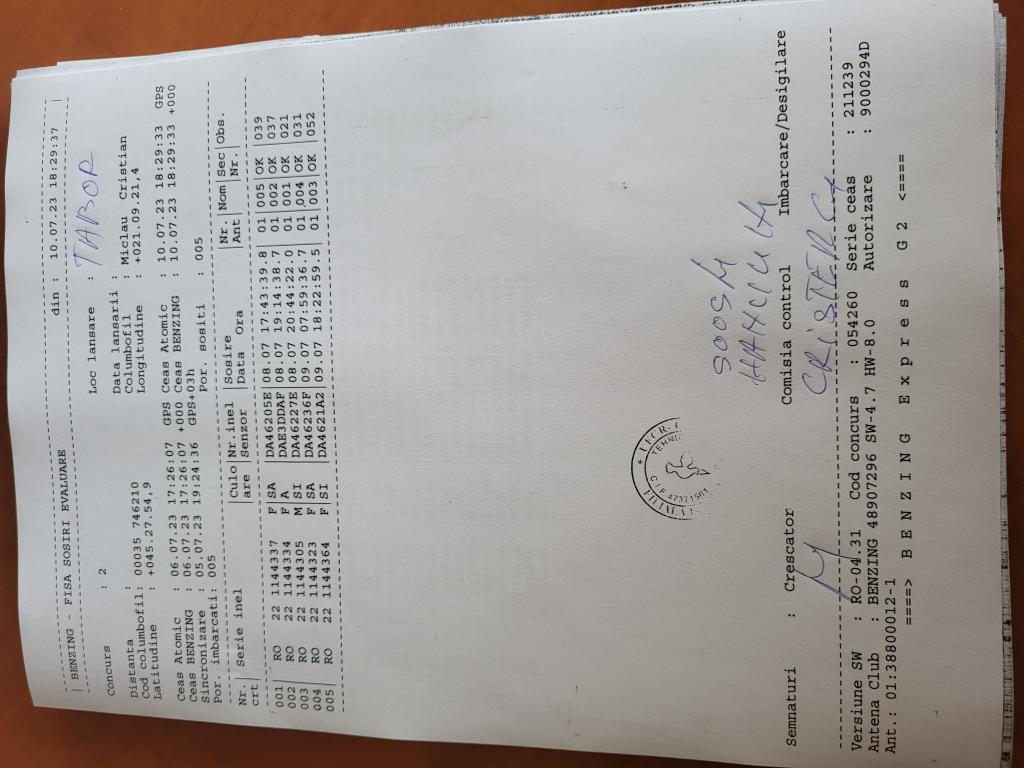 | BENZING - FISA SOSIRI EVALUARE din : 10.07.23 18:29:37 |
Concurs : 2 Loc lansare : TABOR
Distanta : Data lansarii :
Cod columbofil: 00035 746210 Columbofil : Miclau Cristian
Latitudine : +045.27.54,9 Longitudine : +021.09.21,4
Ceas Atomic : 06.07.23 17:26:07 GPS Ceas Atomic : 10.07.23 18:29:33 GPS
Ceas BENZING : 06.07.23 17:26:07 +000 Ceas BENZING : 10.07.23 18:29:33 +000
Sincronizare : 05.07.23 19:24:36 GPS+03h
Por. imbarcati: 005 Por. sositi : 005
Nr.| Serie inel |Culo|Nr.inel |Sosire |Nr. |Nom|Sec|Obs.
crt| |are |Senzor |Data Ora |Ant| |Nr.|
001| RO 22 1144337 F SA |DA46205E|08.07 17:43:39.8| 01|005|OK |039
002| RO 22 1144334 F A |DAE3DDAF|08.07 19:14:38.7| 01|002|OK |037
003| RO 22 1144305 M SI |DA46227E|08.07 20:44:22.0| 01|001|OK |021
004| RO 22 1144323 F SA |DA46236F|09.07 07:59:36.7| 01|004|OK |031
005| RO 22 1144364 F SI |DA4621A2|09.07 18:22:59.5| 01|003|OK |052
C.I.F 47371501
SOOS M
Semnaturi : Crescator Comisia control Imbarcare/Desigilare
Versiune SW : RO-04.31 Cod concurs : 054260 Serie ceas : 211239
Antena Club : BENZING 48907296 SW-4.7 HW-8.0 Autorizare : 9000294D
Ant.: 01:38800012-1
====> B E N Z I N G E x p r e s s G 2 <====